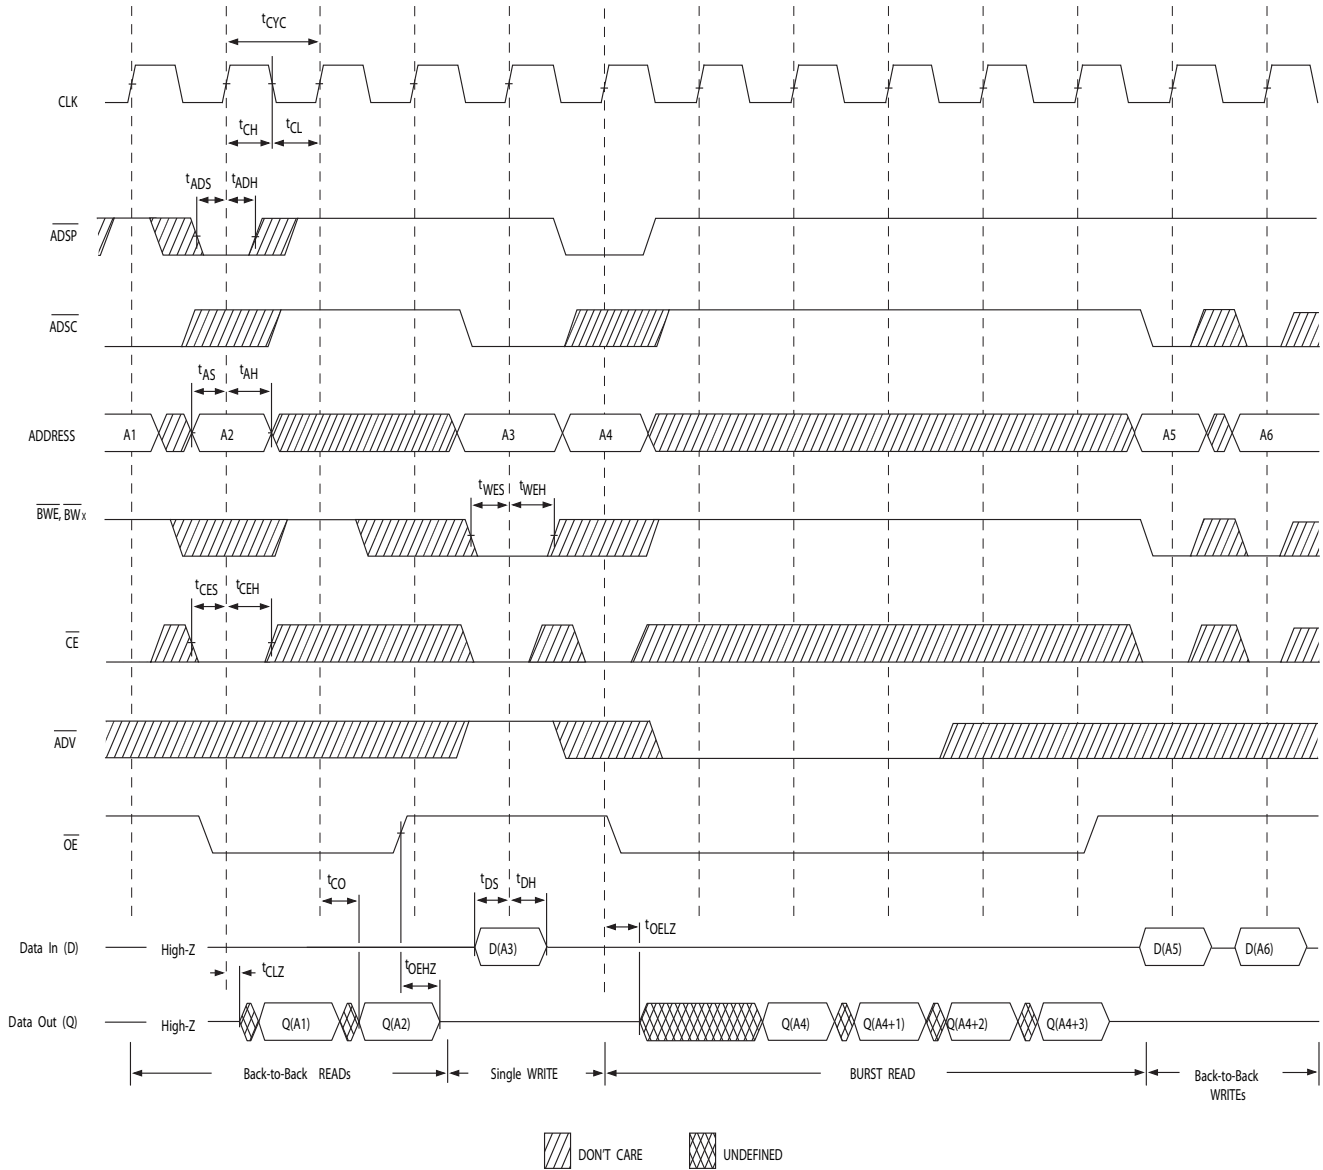 tCYC
CLK
tCH tCL
tADS tADH
ADSP
ADSC
tAS tAH
ADDRESS A1 A2 A3 A4 A5 A6
tWES tWEH
BWE, BWx
tCES tCEH
CE
ADV
OE
tCO tDS tDH
tOELZ
Data In (D) High-Z D(A3) D(A5) D(A6)
tCLZ tOEHZ
Data Out (Q) High-Z Q(A1) Q(A2) Q(A4) Q(A4+1) Q(A4+2) Q(A4+3)
Back-to-Back READs Single WRITE BURST READ Back-to-Back
WRITEs
DON'T CARE UNDEFINED